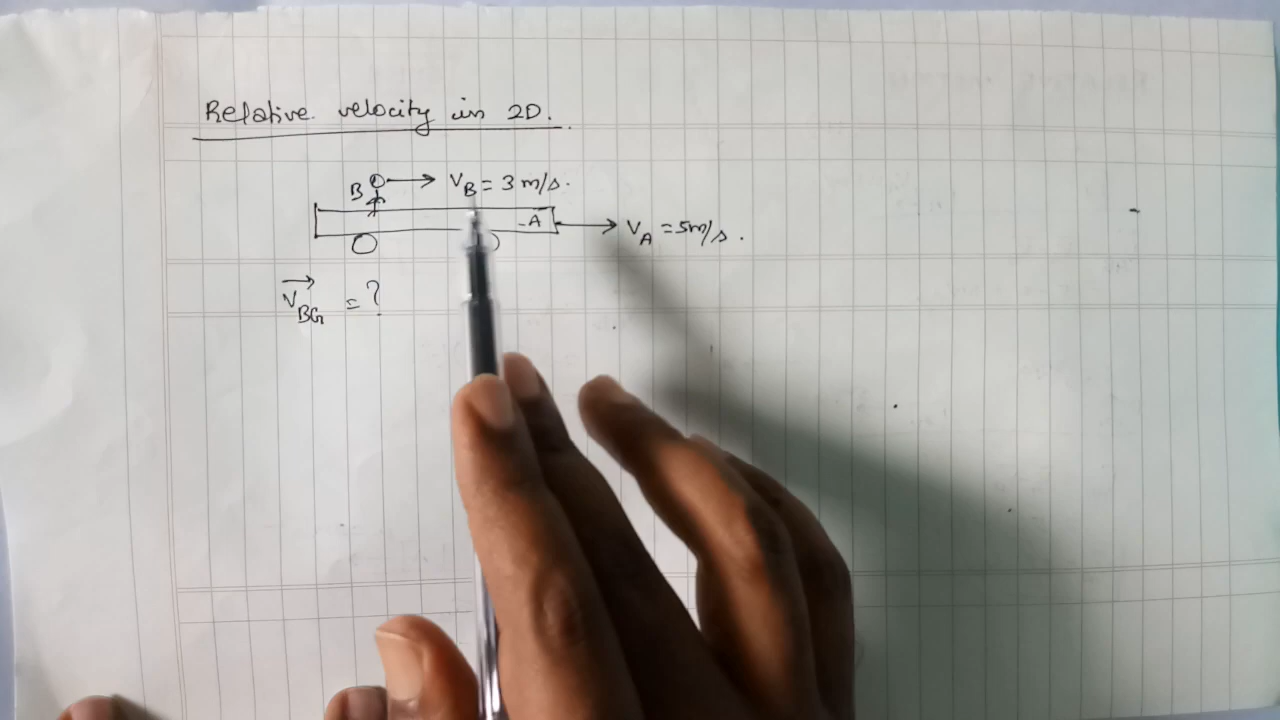 Relative velocity in 2D.
B V_B = 3 m/s.
A V_A = 5m/s.
V_BG = ?